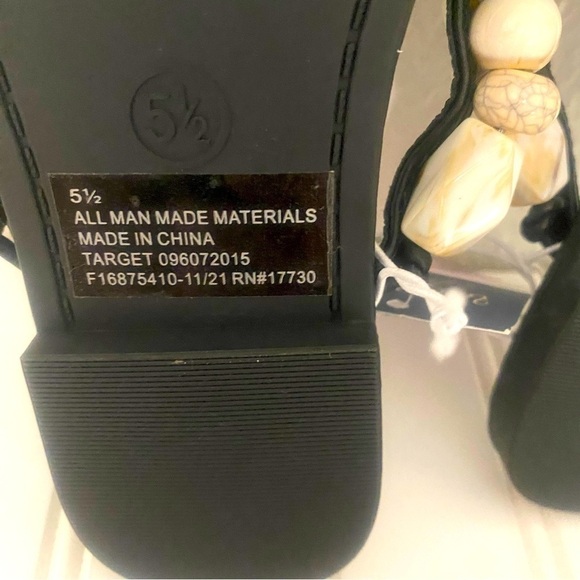 5½
5½
ALL MAN MADE MATERIALS
MADE IN CHINA
TARGET 096072015
F16875410-11/21 RN#17730